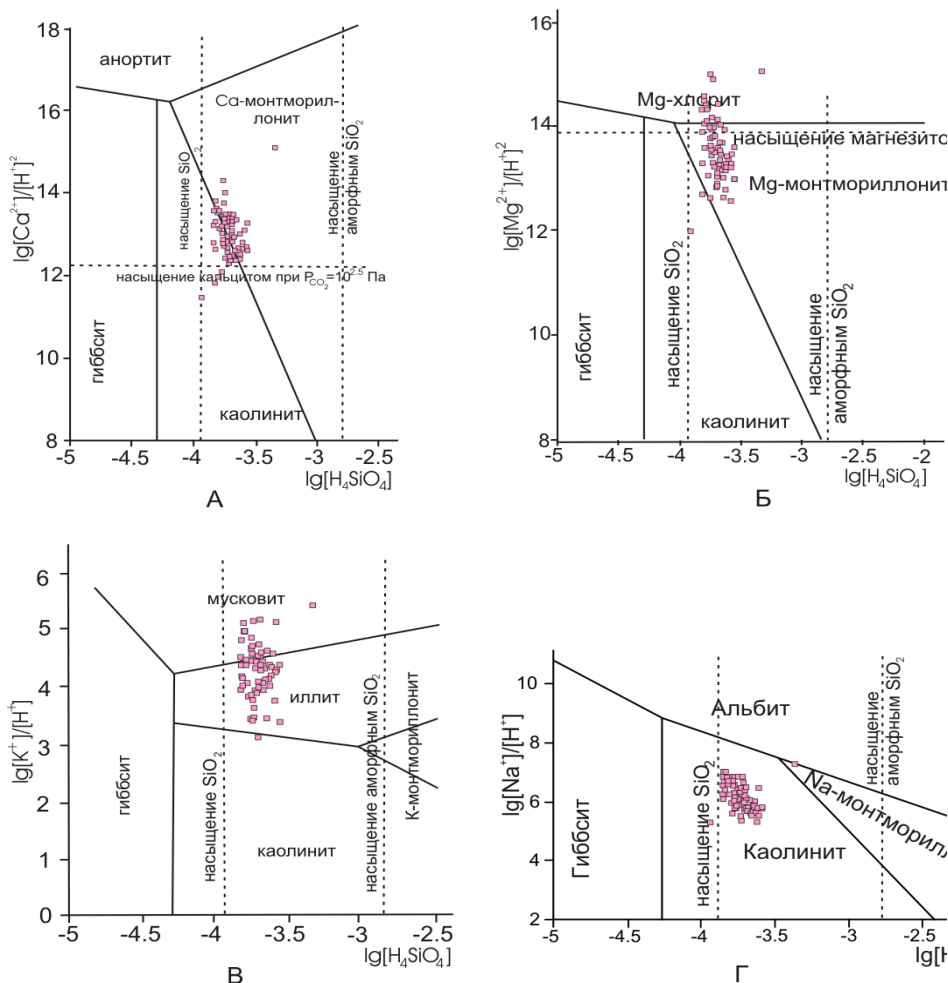 18
16
14
12
10
8
-5
-4.5
-4
-3.5
-3
-2.5
lg[Ca²⁺]/[H⁺]²
lg[H₄SiO₄]
анортит
Са-монтморил-
лонит
насыщение SiO₂
насыщение
аморфным SiO₂
насыщение кальцитом при P_CO₂=10^2.5 Па
гиббсит
каолинит
А
16
14
12
10
8
-5
-4.5
-4
-3.5
-3
-2.5
-2
lg[Mg²⁺]/[H⁺]²
lg[H₄SiO₄]
Mg-хлорит
насыщение магнезито
Mg-монтмориллонит
насыщение SiO₂
насыщение
аморфным SiO₂
гиббсит
каолинит
Б
6
5
4
3
2
1
0
-5
-4.5
-4
-3.5
-3
-2.5
lg[K⁺]/[H⁺]
lg[H₄SiO₄]
мусковит
иллит
гиббсит
насыщение SiO₂
каолинит
насыщение аморфным SiO₂
К-монтмориллонит
В
10
8
6
4
2
-5
-4.5
-4
-3.5
-3
-2.5
lg[Na⁺]/[H⁺]
lg[H
Альбит
насыщение
аморфным SiO₂
насыщение SiO₂
Na-монтморилл
Гиббсит
Каолинит
Г